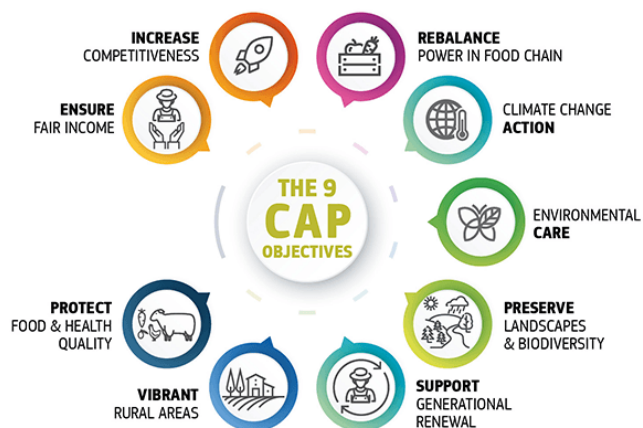 THE 9
CAP
OBJECTIVES
INCREASE
COMPETITIVENESS
REBALANCE
POWER IN FOOD CHAIN
ENSURE
FAIR INCOME
CLIMATE CHANGE
ACTION
ENVIRONMENTAL
CARE
PROTECT
FOOD & HEALTH
QUALITY
PRESERVE
LANDSCAPES
& BIODIVERSITY
VIBRANT
RURAL AREAS
SUPPORT
GENERATIONAL
RENEWAL